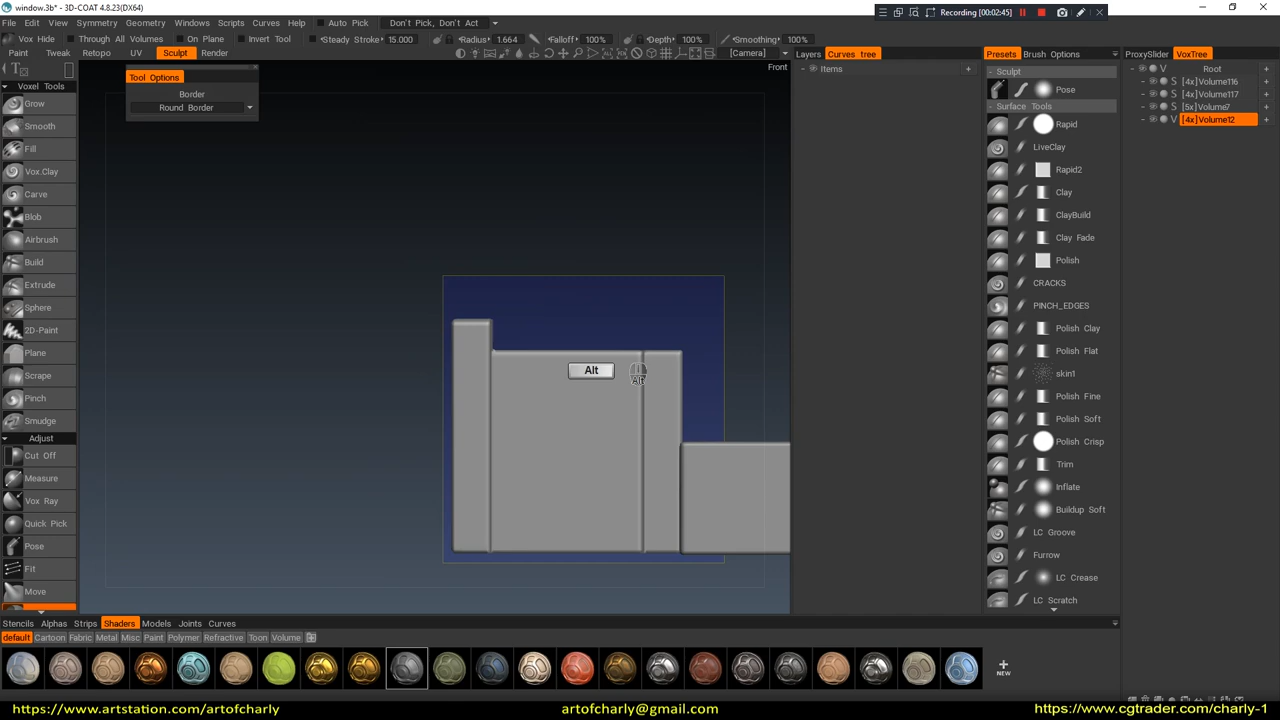 window.3b* - 3D-COAT 4.8.23(DX64)
Recording [00:02:45]
File Edit View Symmetry Geometry Windows Scripts Curves Help Auto Pick Don't Pick, Don't Act
Vox Hide Through All Volumes On Plane Invert Tool Steady Stroke 15.000 Radius 1.664 Falloff 100% Depth 100% Smoothing 100%
Paint Tweak Retopo UV Sculpt Render [Camera] Layers Curves tree Presets Brush Options ProxySlider VoxTree
Front
Items
Tool Options
Border
Round Border
Voxel Tools
Grow
Smooth
Fill
Vox.Clay
Carve
Blob
Airbrush
Build
Extrude
Sphere
2D-Paint
Plane
Scrape
Pinch
Smudge
Adjust
Cut Off
Measure
Vox Ray
Quick Pick
Pose
Fit
Move
Alt
Alt
Sculpt
Pose
Surface Tools
Rapid
LiveClay
Rapid2
Clay
ClayBuild
Clay Fade
Polish
CRACKS
PINCH_EDGES
Polish Clay
Polish Flat
skin1
Polish Fine
Polish Soft
Polish Crisp
Trim
Inflate
Buildup Soft
LC Groove
Furrow
LC Crease
LC Scratch
V Root
S [4x]Volume116
S [4x]Volume117
S [5x]Volume7
V [4x]Volume12
Stencils Alphas Strips Shaders Models Joints Curves
default Cartoon Fabric Metal Misc Paint Polymer Refractive Toon Volume
NEW
https://www.artstation.com/artofcharly artofcharly@gmail.com https://www.cgtrader.com/charly-1